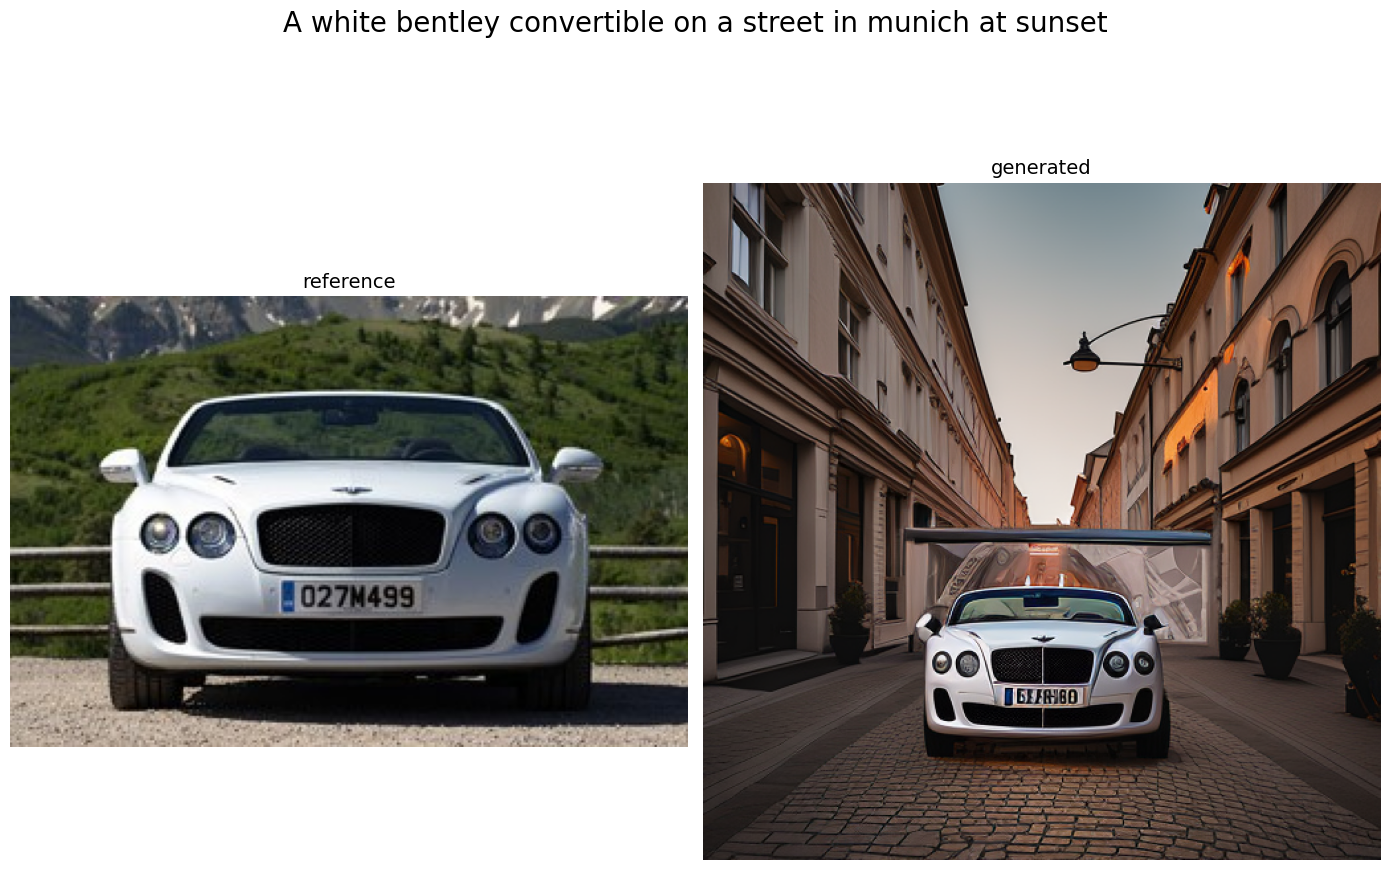 A white bentley convertible on a street in munich at sunset
reference
generated
027M499